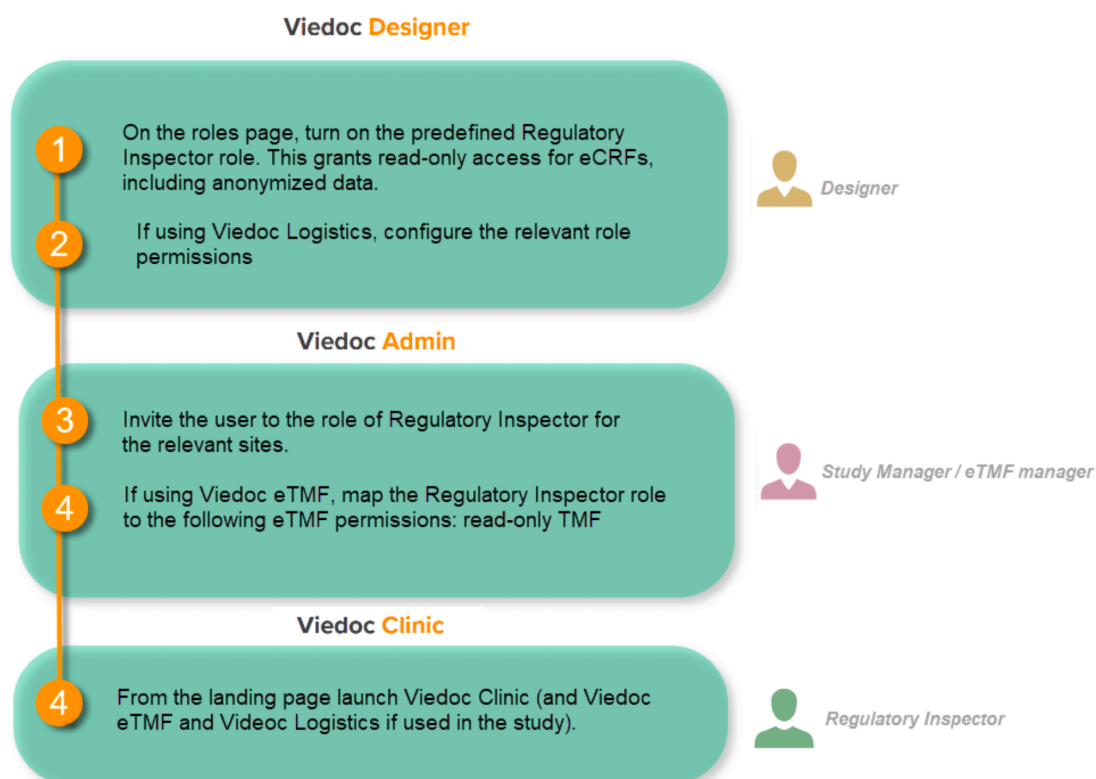 Viedoc Designer
1
On the roles page, turn on the predefined Regulatory
Inspector role. This grants read-only access for eCRFs,
including anonymized data.
Designer
2
If using Viedoc Logistics, configure the relevant role
permissions
Viedoc Admin
3
Invite the user to the role of Regulatory Inspector for
the relevant sites.
Study Manager / eTMF manager
4
If using Viedoc eTMF, map the Regulatory Inspector role
to the following eTMF permissions: read-only TMF
Viedoc Clinic
4
From the landing page launch Viedoc Clinic (and Viedoc
eTMF and Videoc Logistics if used in the study).
Regulatory Inspector